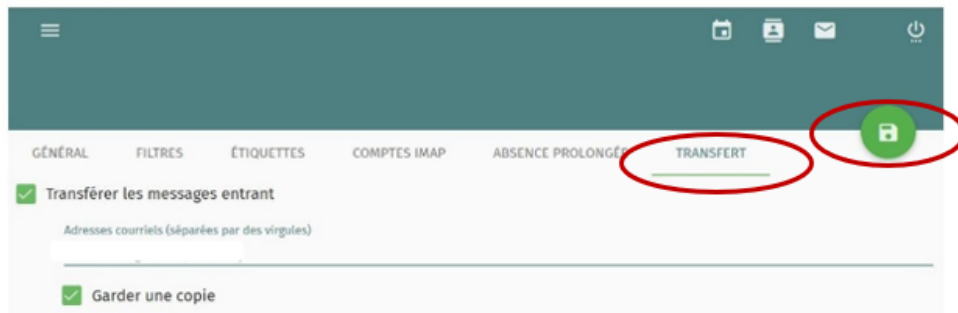 GÉNÉRAL FILTRES ÉTIQUETTES COMPTES IMAP ABSENCE PROLONGÉE TRANSFERT
Transférer les messages entrant
Adresses courriels (séparées par des virgules)
Garder une copie